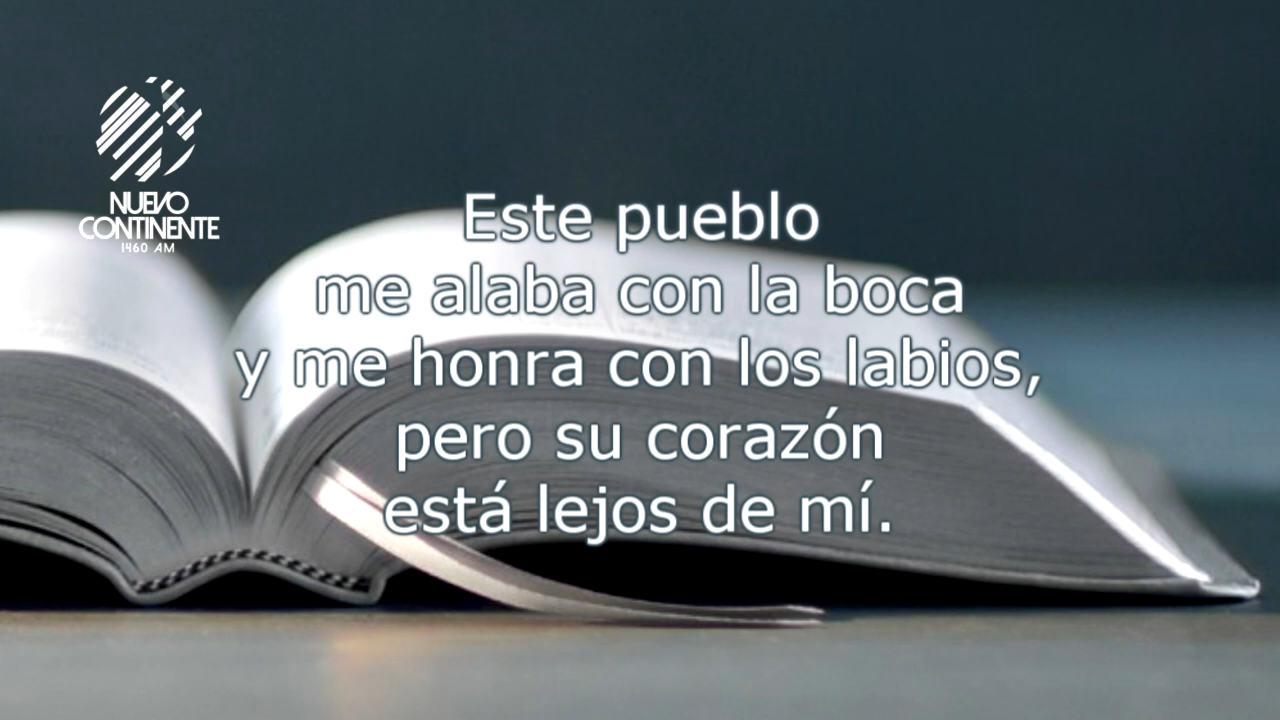 NUEVO
CONTINENTE
1460 AM
Este pueblo
me alaba con la boca
y me honra con los labios,
pero su corazón
está lejos de mí.